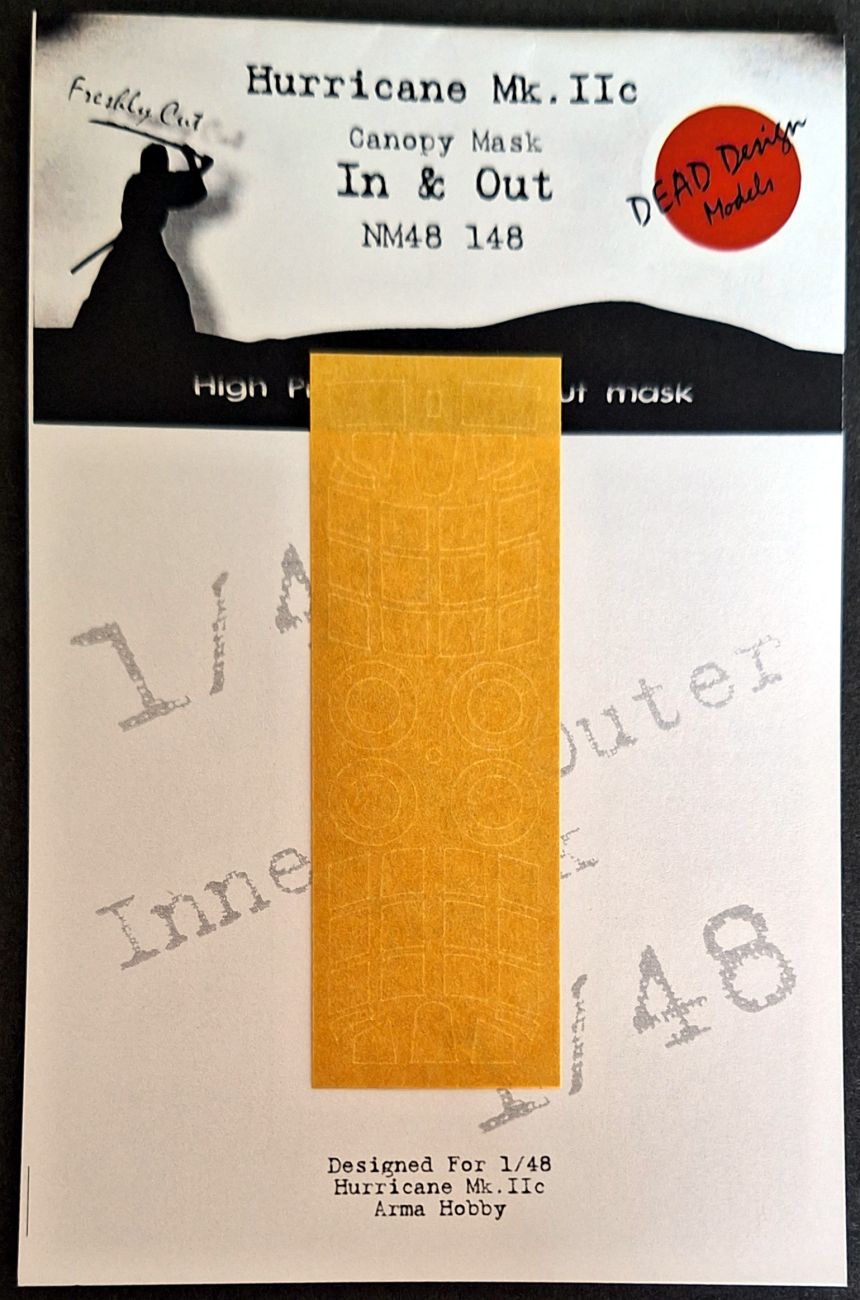 Hurricane Mk.IIc
Freshly Cut
Canopy Mask
In & Out
DEAD Design
Models
NM48 148
High
mask
1/4
Outer
Inne
1/48
Designed For 1/48
Hurricane Mk.IIc
Arma Hobby